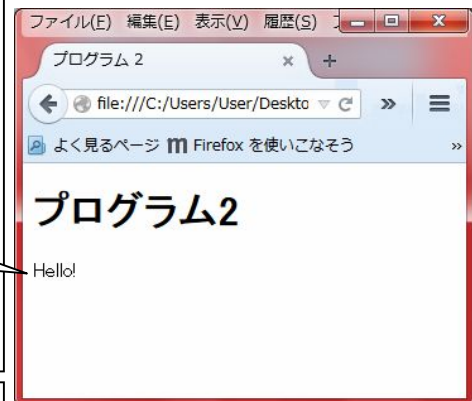 ファイル(F) 編集(E) 表示(V) 履歴(S)
プログラム 2 × +
file:///C:/Users/User/Deskto »
よく見るページ m Firefox を使いこなそう »
プログラム2
Hello!